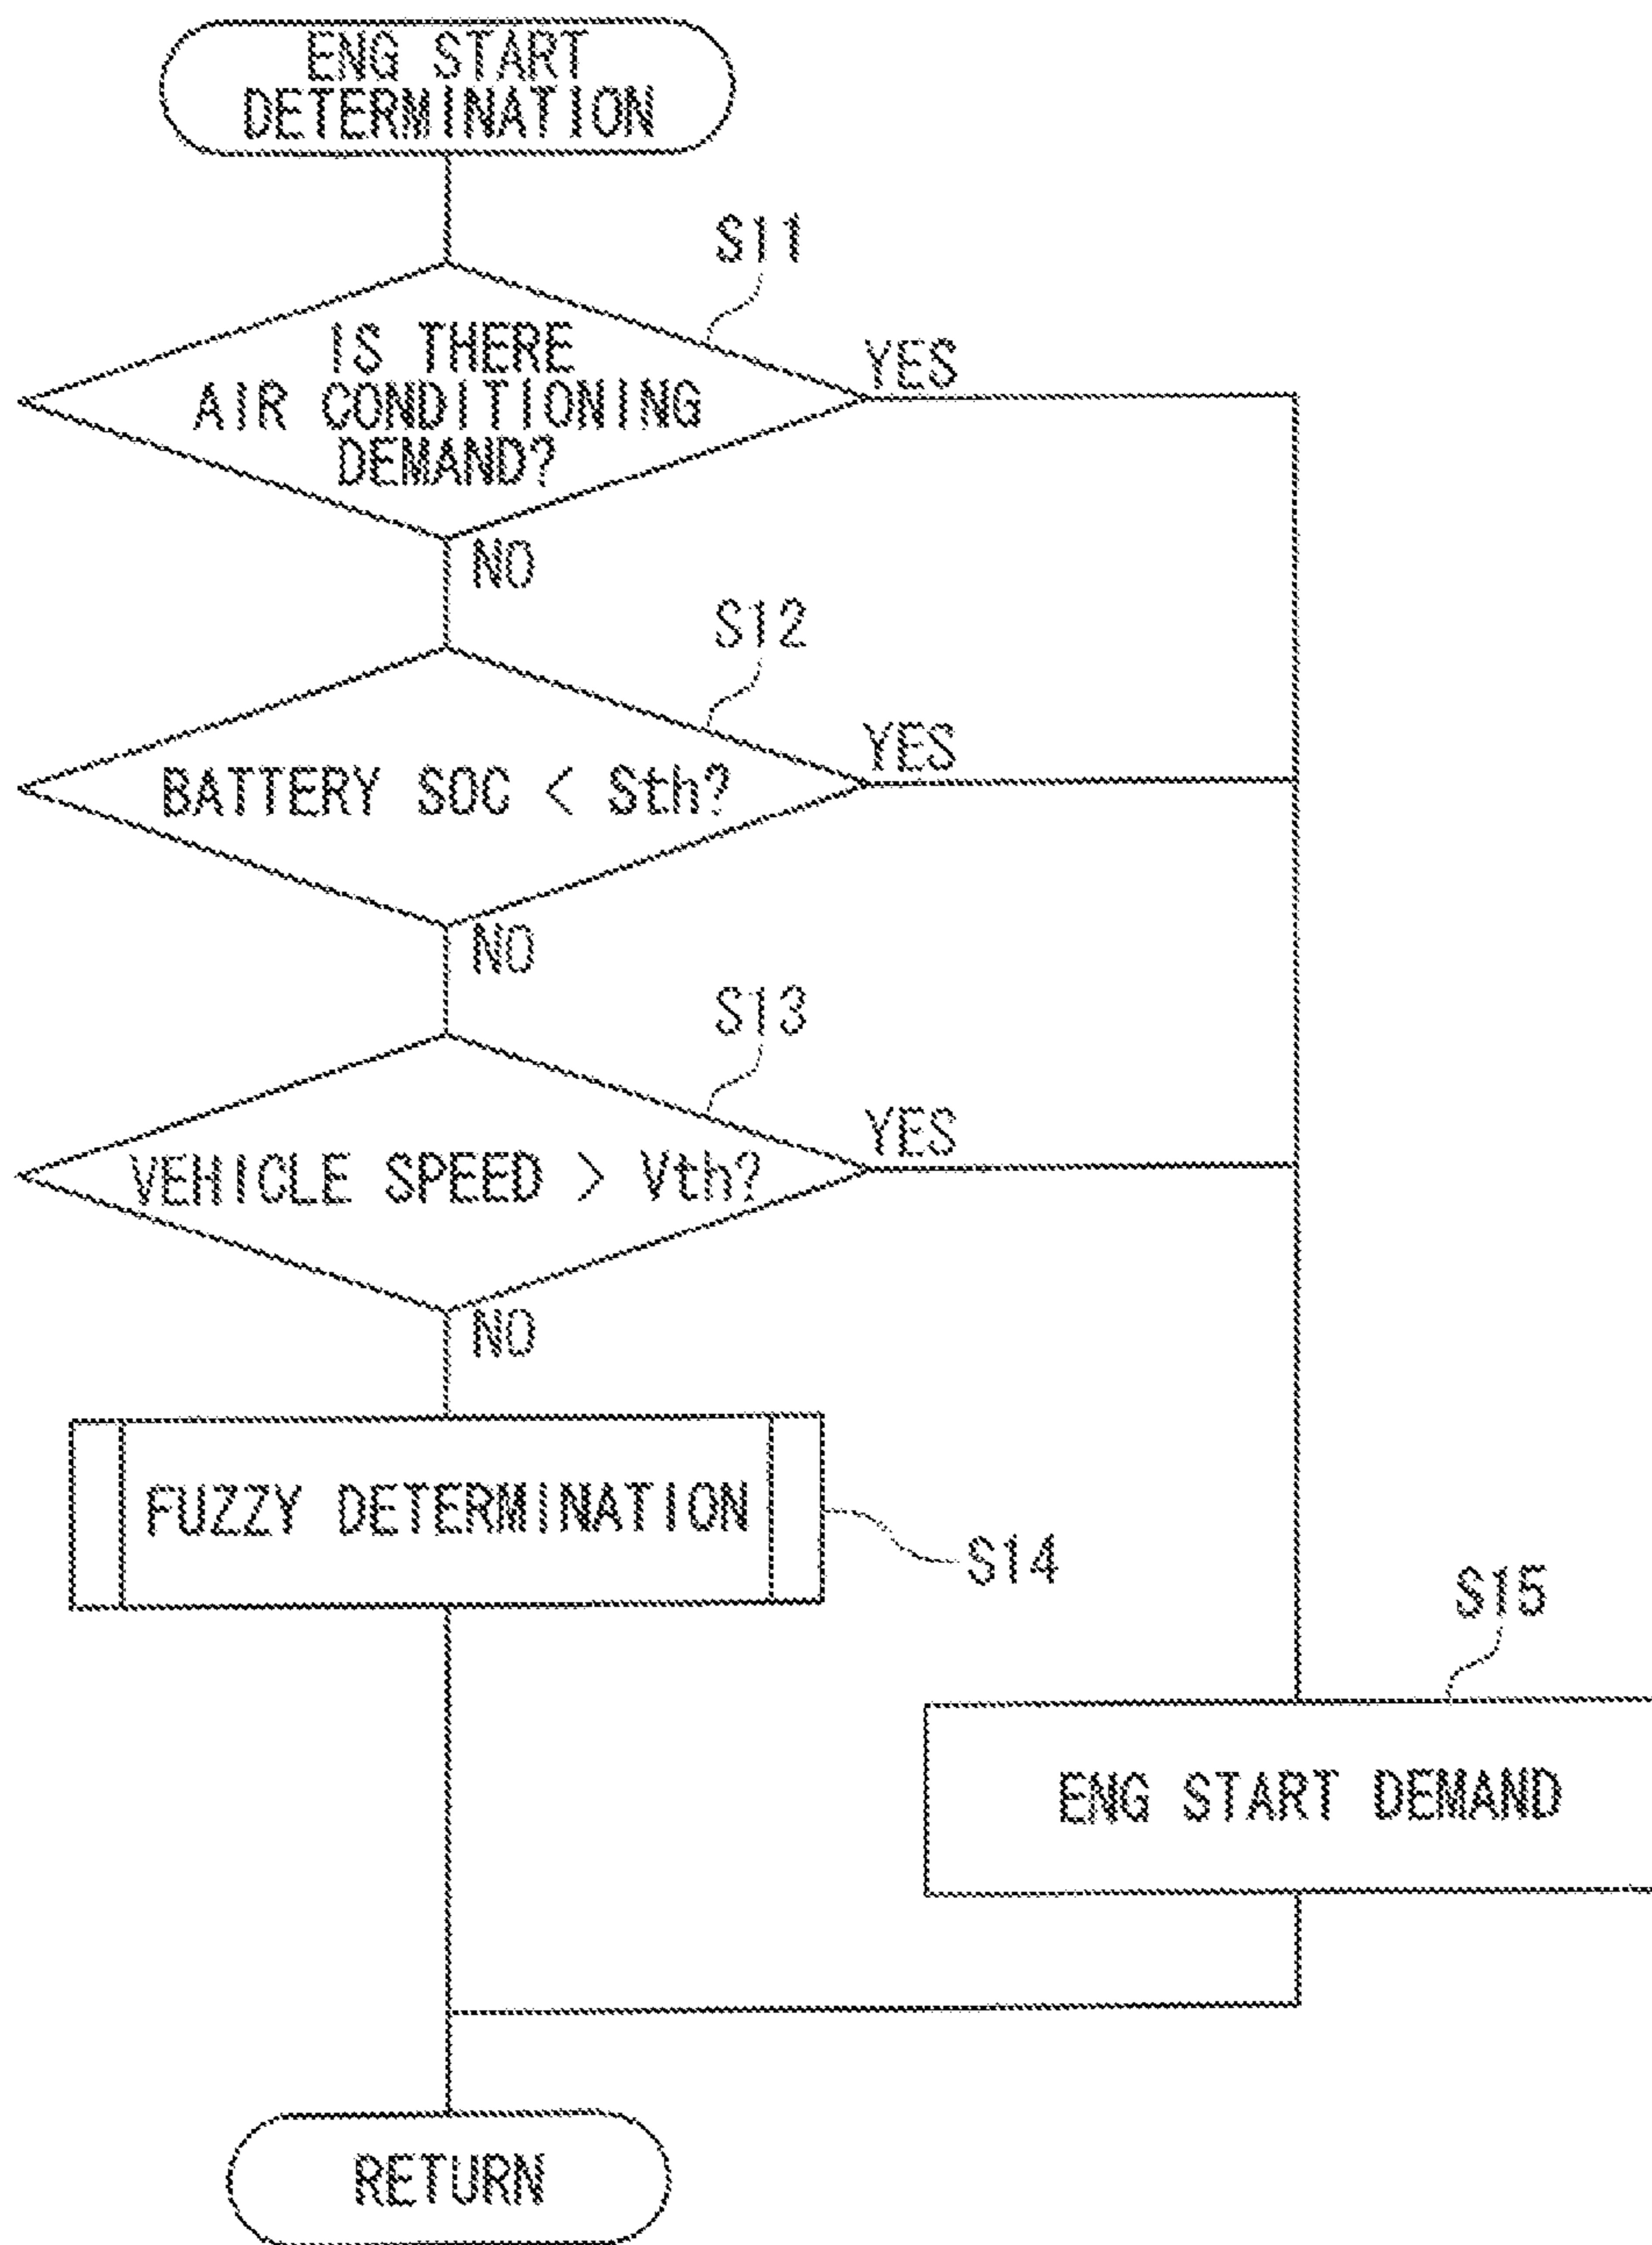 ENG START
DETERMINATION
S11
IS THERE
AIR CONDITIONING
DEMAND?
YES
NO
S12
BATTERY SOC < Sth?
YES
NO
S13
VEHICLE SPEED > Vth?
YES
NO
FUZZY DETERMINATION
S14
S15
ENG START DEMAND
RETURN